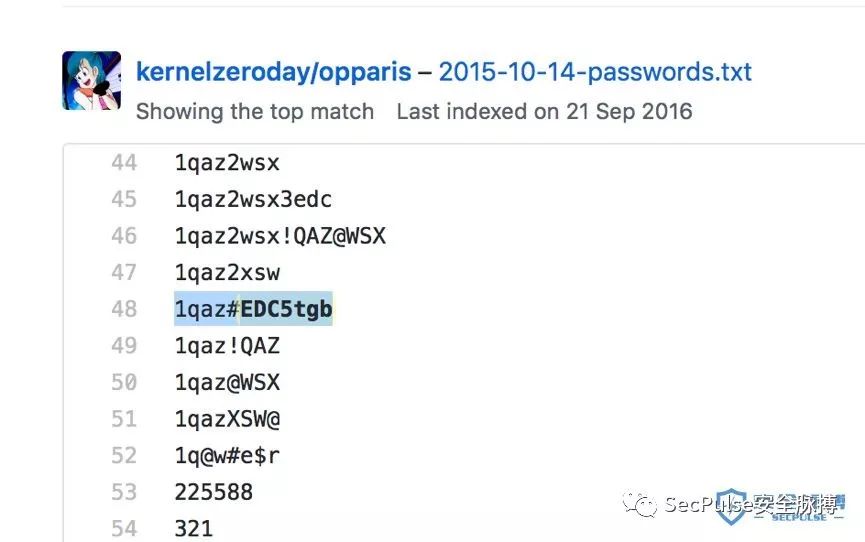 kernelzeroday/opparis – 2015-10-14-passwords.txt
Showing the top match Last indexed on 21 Sep 2016
44 1qaz2wsx
45 1qaz2wsx3edc
46 1qaz2wsx!QAZ@WSX
47 1qaz2xsw
48 1qaz#EDC5tgb
49 1qaz!QAZ
50 1qaz@WSX
51 1qazXSW@
52 1q@w#e$r
53 225588
54 321
SecPulse安全脉搏
SECPULSE